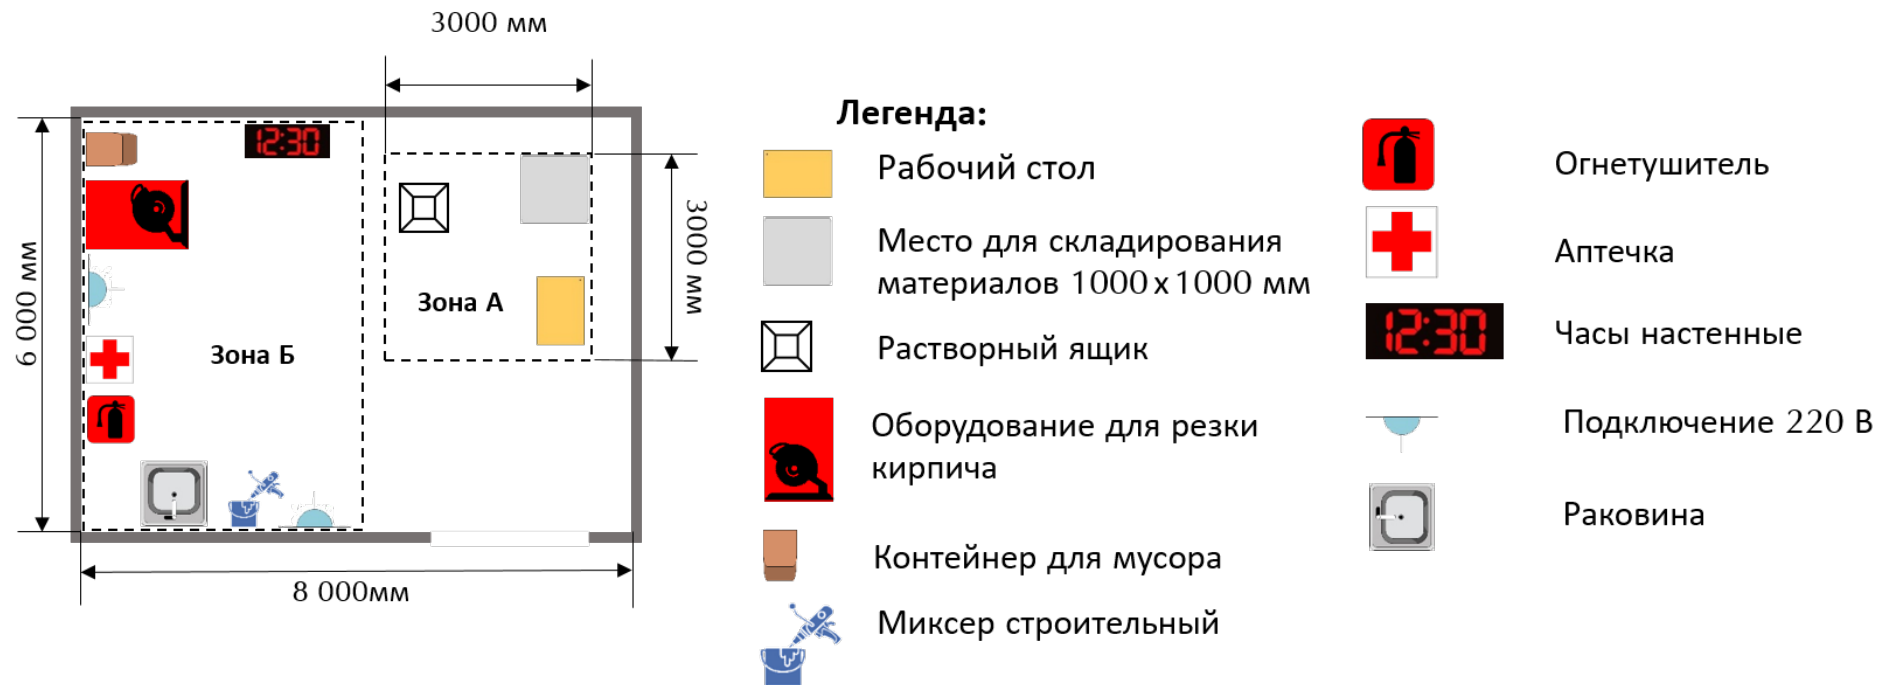 3000 мм
12:30
3000 мм
6 000 мм
Зона А
Зона Б
8 000мм
Легенда:
Рабочий стол
Место для складирования
материалов 1000 x 1000 мм
Растворный ящик
Оборудование для резки
кирпича
Контейнер для мусора
Миксер строительный
Огнетушитель
Аптечка
12:30
Часы настенные
Подключение 220 В
Раковина